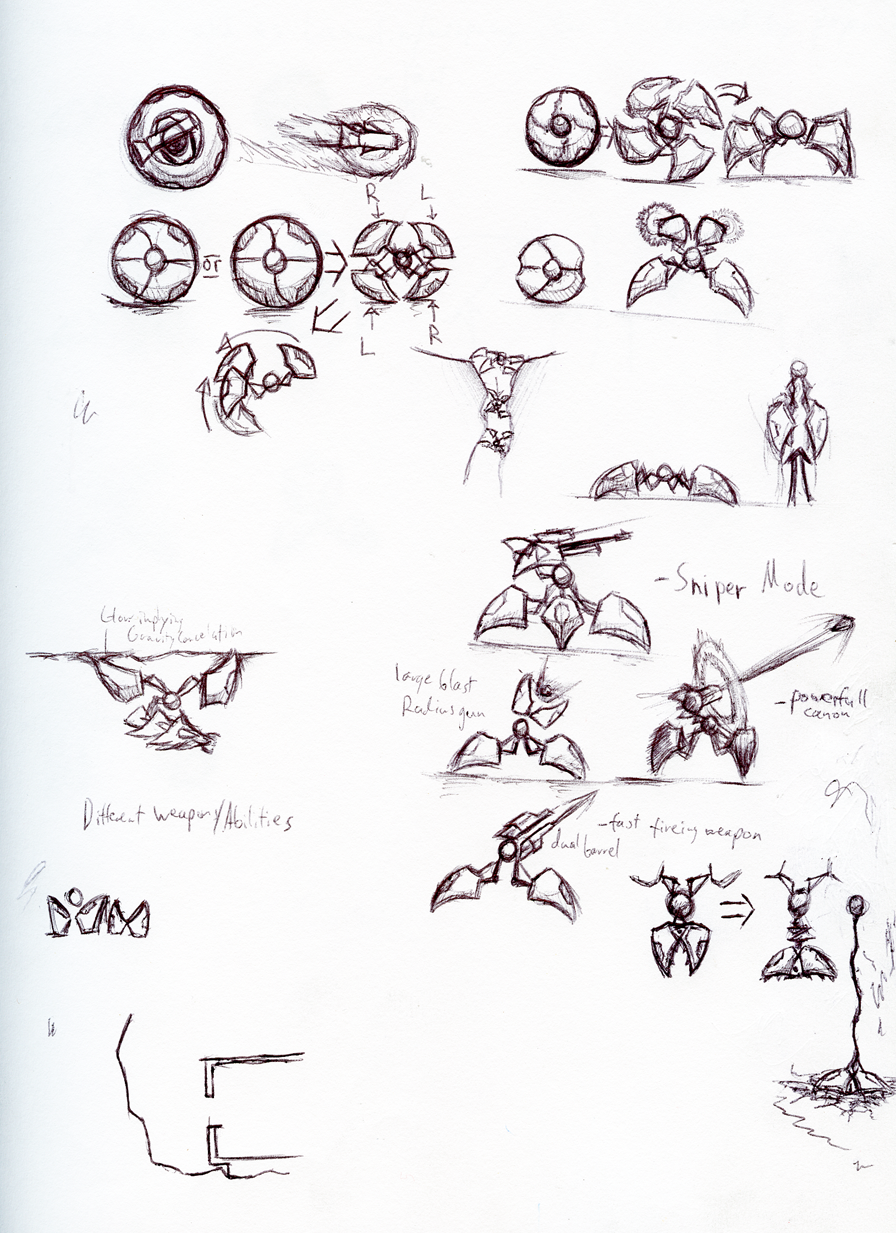 R L
or
L R
- Sniper Mode
Glow implying
Gravity Cancelation
large blast
Radius gun
- powerfull
canon
Different weapons/Abilities
- fast fireing weapon
dual barrel